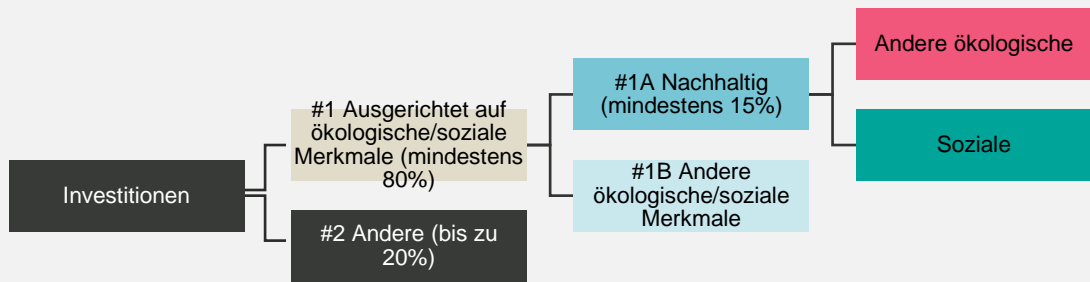 Investitionen
#1 Ausgerichtet auf
ökologische/soziale
Merkmale (mindestens
80%)
#2 Andere (bis zu
20%)
#1A Nachhaltig
(mindestens 15%)
#1B Andere
ökologische/soziale
Merkmale
Andere ökologische
Soziale